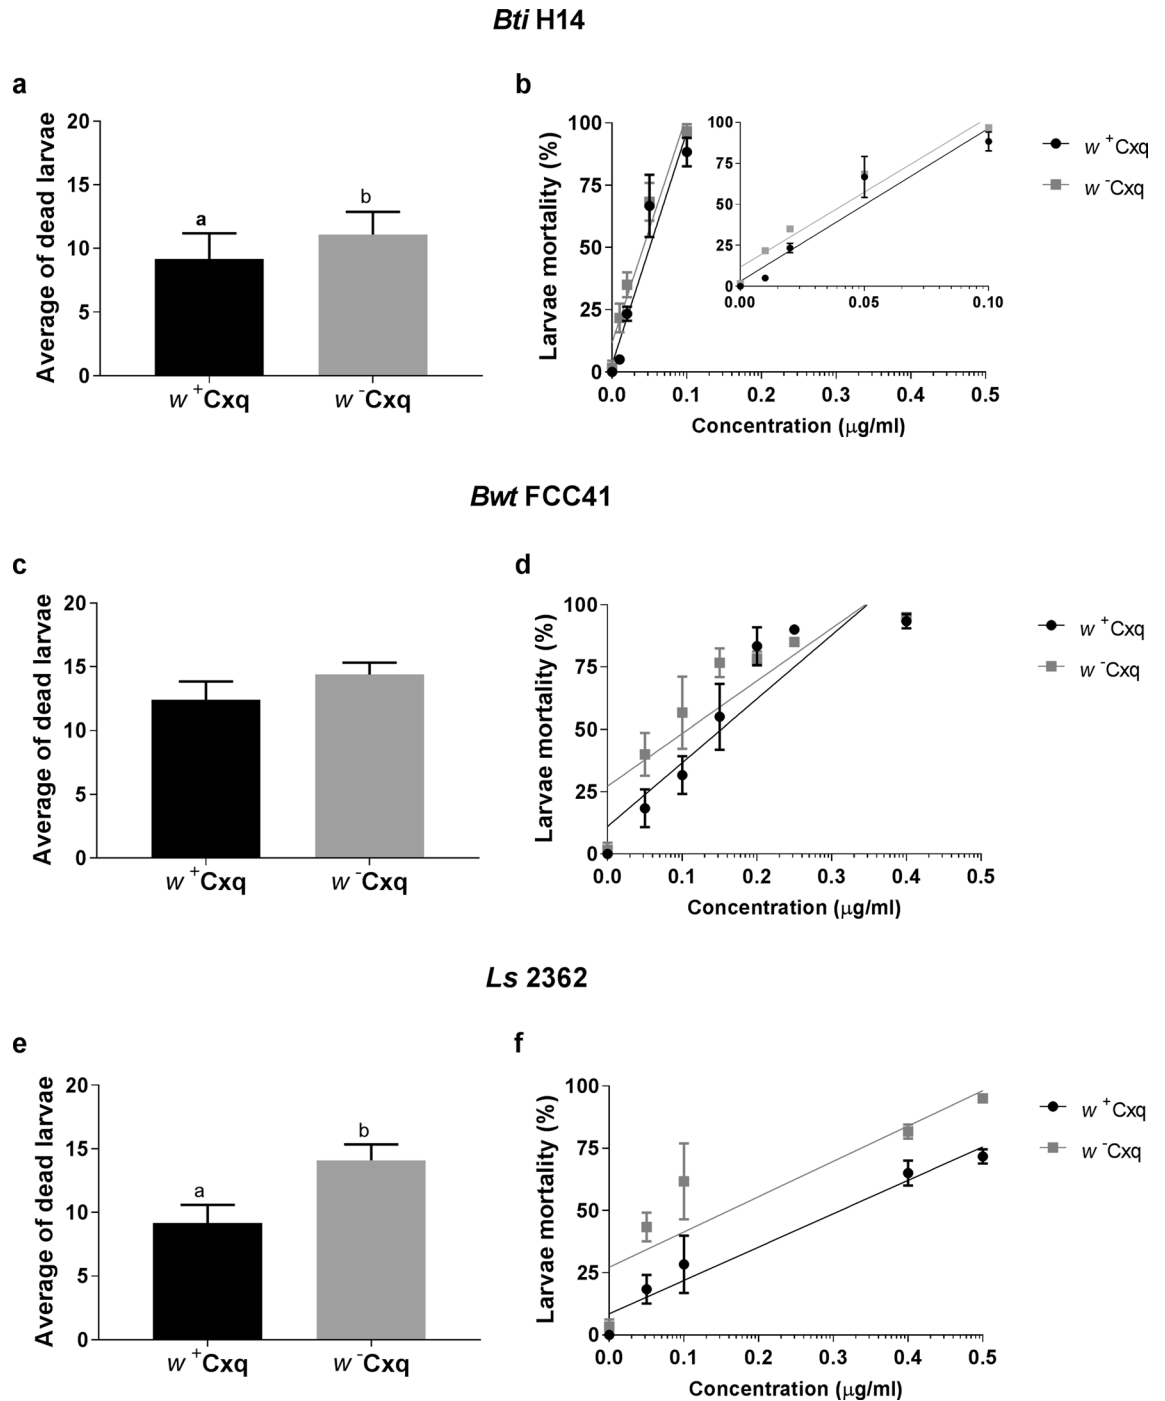 Bti H14
a
Average of dead larvae
20
15
10
5
0
a
b
w +Cxq
w -Cxq
b
Larvae mortality (%)
100
75
50
25
0
0.0 0.1 0.2 0.3 0.4 0.5
Concentration (μg/ml)
100
75
50
25
0
0.00 0.05 0.10
w +Cxq
w -Cxq
Bwt FCC41
c
Average of dead larvae
20
15
10
5
0
w +Cxq
w -Cxq
d
Larvae mortality (%)
100
75
50
25
0
0.0 0.1 0.2 0.3 0.4 0.5
Concentration (μg/ml)
w +Cxq
w -Cxq
Ls 2362
e
Average of dead larvae
20
15
10
5
0
a
b
w +Cxq
w -Cxq
f
Larvae mortality (%)
100
75
50
25
0
0.0 0.1 0.2 0.3 0.4 0.5
Concentration (μg/ml)
w +Cxq
w -Cxq